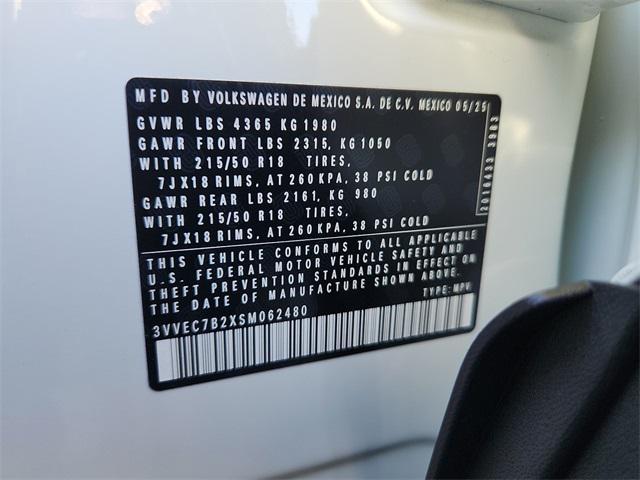 MFD BY VOLKSWAGEN DE MEXICO S.A. DE C.V. MEXICO 05/25
GVWR LBS 4365 KG 1980
GAWR FRONT LBS 2315, KG 1050
WITH 215/50 R18 TIRES,
7JX18 RIMS, AT 260 KPA, 38 PSI COLD
GAWR REAR LBS 2161, KG 980
WITH 215/50 R18 TIRES,
7JX18 RIMS, AT 260 KPA, 38 PSI COLD
2016433 3983
THIS VEHICLE CONFORMS TO ALL APPLICABLE
U.S. FEDERAL MOTOR VEHICLE SAFETY AND
THEFT PREVENTION STANDARDS IN EFFECT ON
THE DATE OF MANUFACTURE SHOWN ABOVE.
3VVEC7B2XSM062480 TYPE: MPV